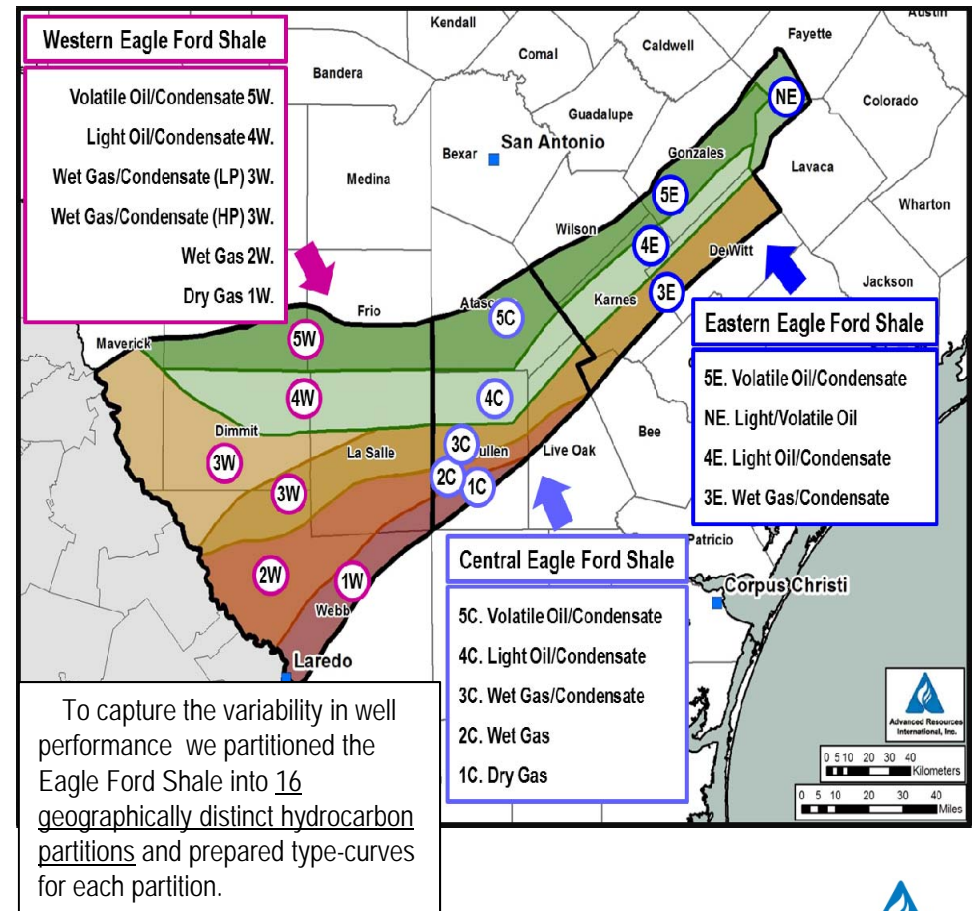 Western Eagle Ford Shale
Volatile Oil/Condensate 5W.
Light Oil/Condensate 4W.
Wet Gas/Condensate (LP) 3W.
Wet Gas/Condensate (HP) 3W.
Wet Gas 2W.
Dry Gas 1W.
Kendall
Comal
Caldwell
Fayette
Austin
Bandera
Guadalupe
NE
Colorado
San Antonio
Bexar
Gonzales
Medina
Lavaca
5E
Wharton
Wilson
4E
De Witt
Jackson
3E
Karnes
Frio
Atasc
5C
Maverick
5W
4W
4C
Dimmit
La Salle
3C
ullen
Live Oak
Bee
3W
3W
2C
1C
2W
1W
Webb
Laredo
Patricio
Corpus Christi
Eastern Eagle Ford Shale
5E. Volatile Oil/Condensate
NE. Light/Volatile Oil
4E. Light Oil/Condensate
3E. Wet Gas/Condensate
Central Eagle Ford Shale
5C. Volatile Oil/Condensate
4C. Light Oil/Condensate
3C. Wet Gas/Condensate
2C. Wet Gas
1C. Dry Gas
Advanced Resources
International, Inc.
0 5 10 20 30 40
Kilometers
0 5 10 20 30 40
Miles
To capture the variability in well
performance we partitioned the
Eagle Ford Shale into 16
geographically distinct hydrocarbon
partitions and prepared type-curves
for each partition.